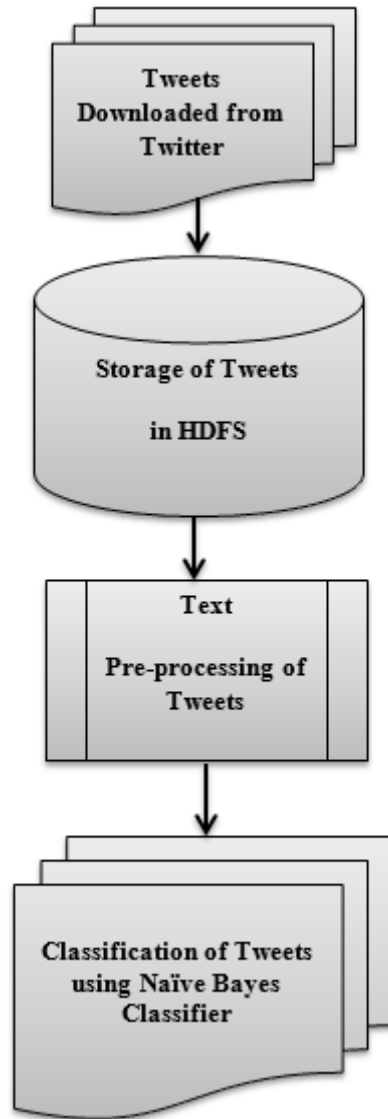 Tweets
Downloaded from
Twitter
Storage of Tweets
in HDFS
Text
Pre-processing of
Tweets
Classification of Tweets
using Naïve Bayes
Classifier